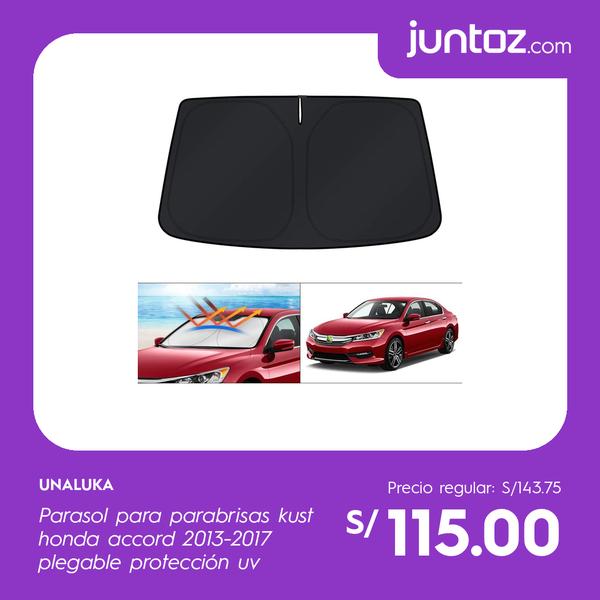 juntoz.com
UNALUKA
Parasol para parabrisas kust
honda accord 2013-2017
plegable protección uv
Precio regular: S/143.75
S/115.00